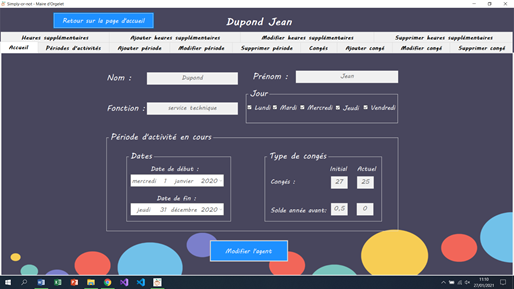 Simply-or-not - Mairie d'Orgelet
Retour sur la page d'accueil
Dupond Jean
Heures supplémentaires Ajouter heures supplémentaires Modifier heures supplémentaires Supprimer heures supplémentaires
Accueil Périodes d'activités Ajouter période Modifier période Supprimer période Congés Ajouter congé Modifier congé Supprimer congé
Nom : Dupond Prénom : Jean
Jour
Fonction : service technique Lundi Mardi Mercredi Jeudi Vendredi
Période d'activité en cours
Dates Type de congés
Date de début : Initial Actuel
mercredi 1 janvier 2020 Congés : 27 25
Date de fin :
jeudi 31 décembre 2020 Solde année avant: 0,5 0
Modifier l'agent
11:10
27/01/2021